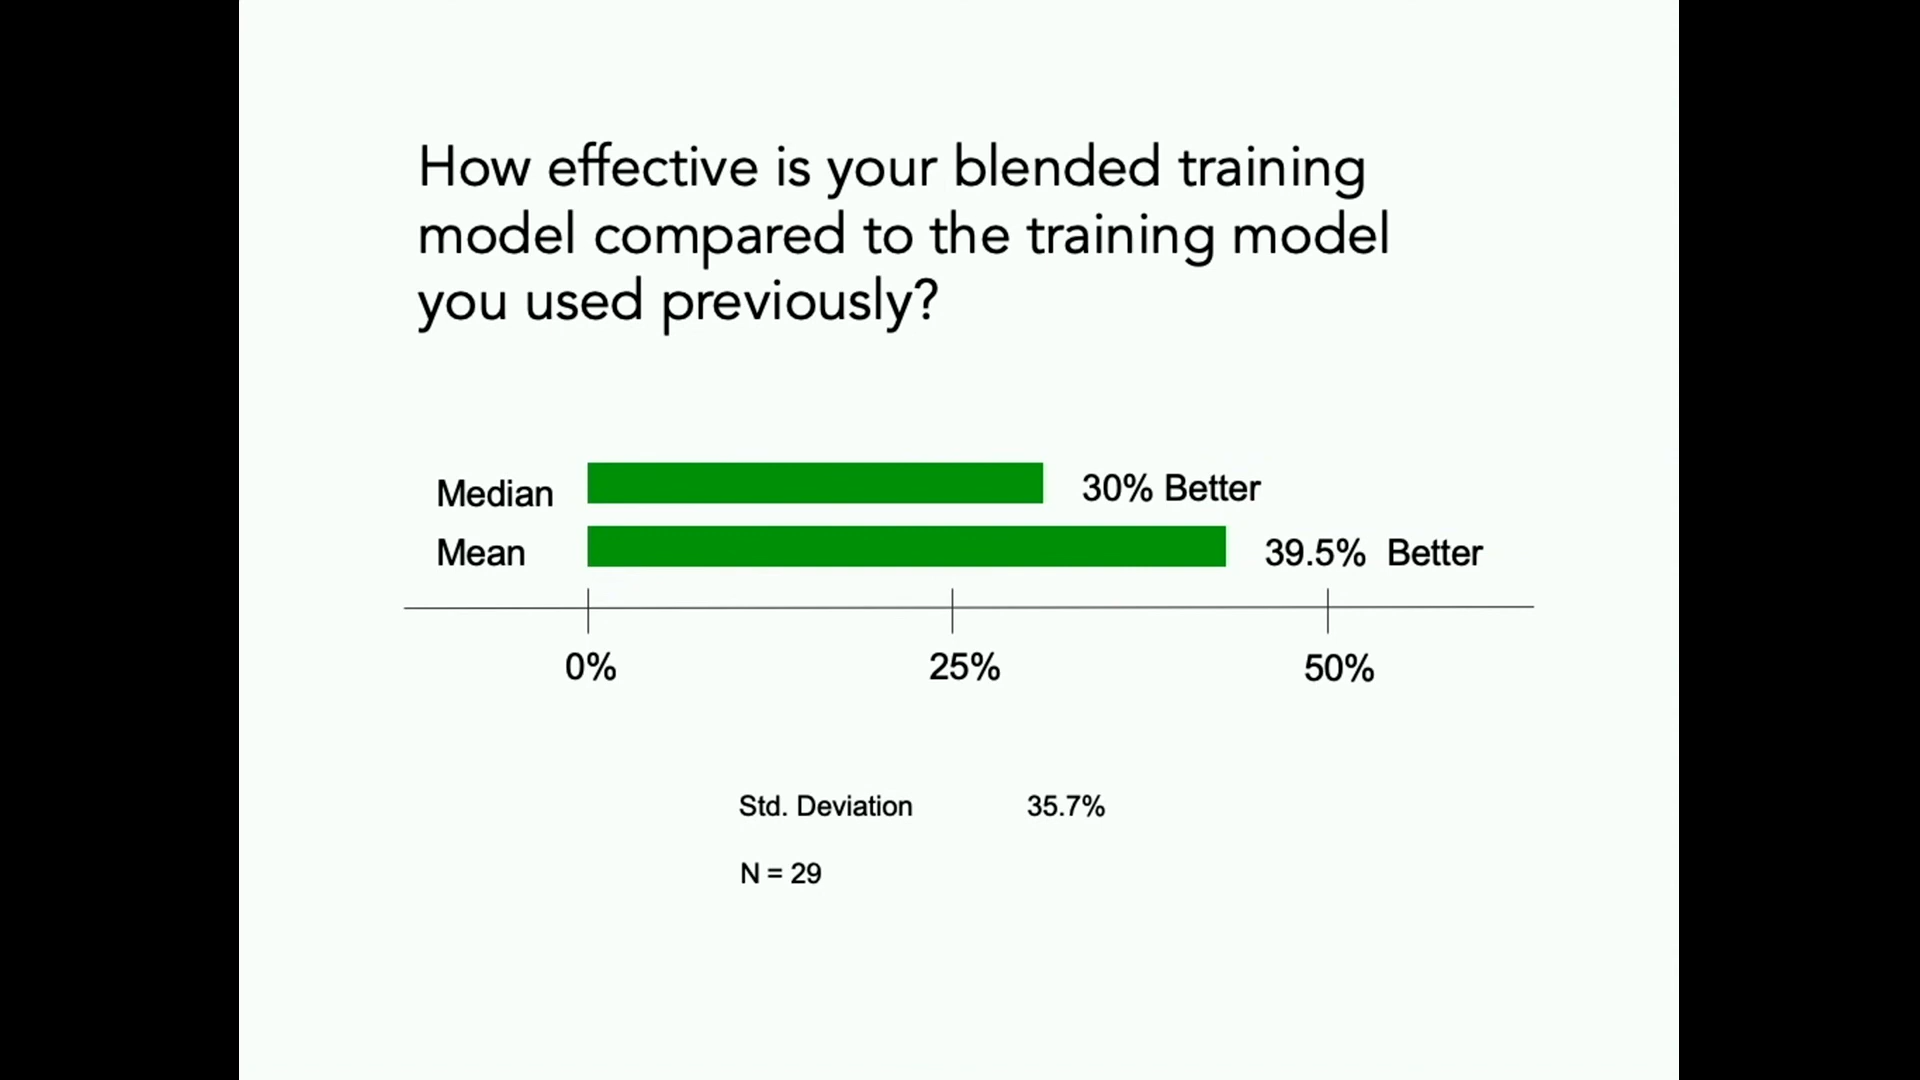 How effective is your blended training
model compared to the training model
you used previously?
Median 30% Better
Mean 39.5% Better
0% 25% 50%
Std. Deviation 35.7%
N = 29